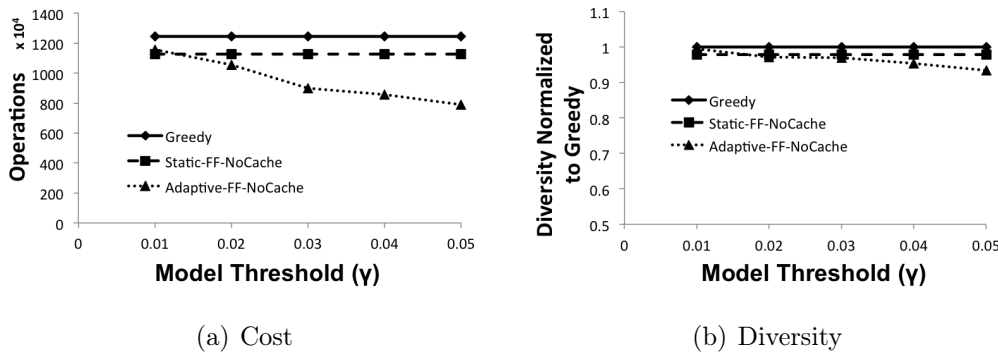 Operations x 10⁴
1400
1200
1000
800
600
400
200
0
Greedy
Static-FF-NoCache
Adaptive-FF-NoCache
0 0.01 0.02 0.03 0.04 0.05
Model Threshold (γ)
(a) Cost
Diversity Normalized
to Greedy
1.1
1
0.9
0.8
0.7
0.6
0.5
Greedy
Static-FF-NoCache
Adaptive-FF-NoCache
0 0.01 0.02 0.03 0.04 0.05
Model Threshold (γ)
(b) Diversity